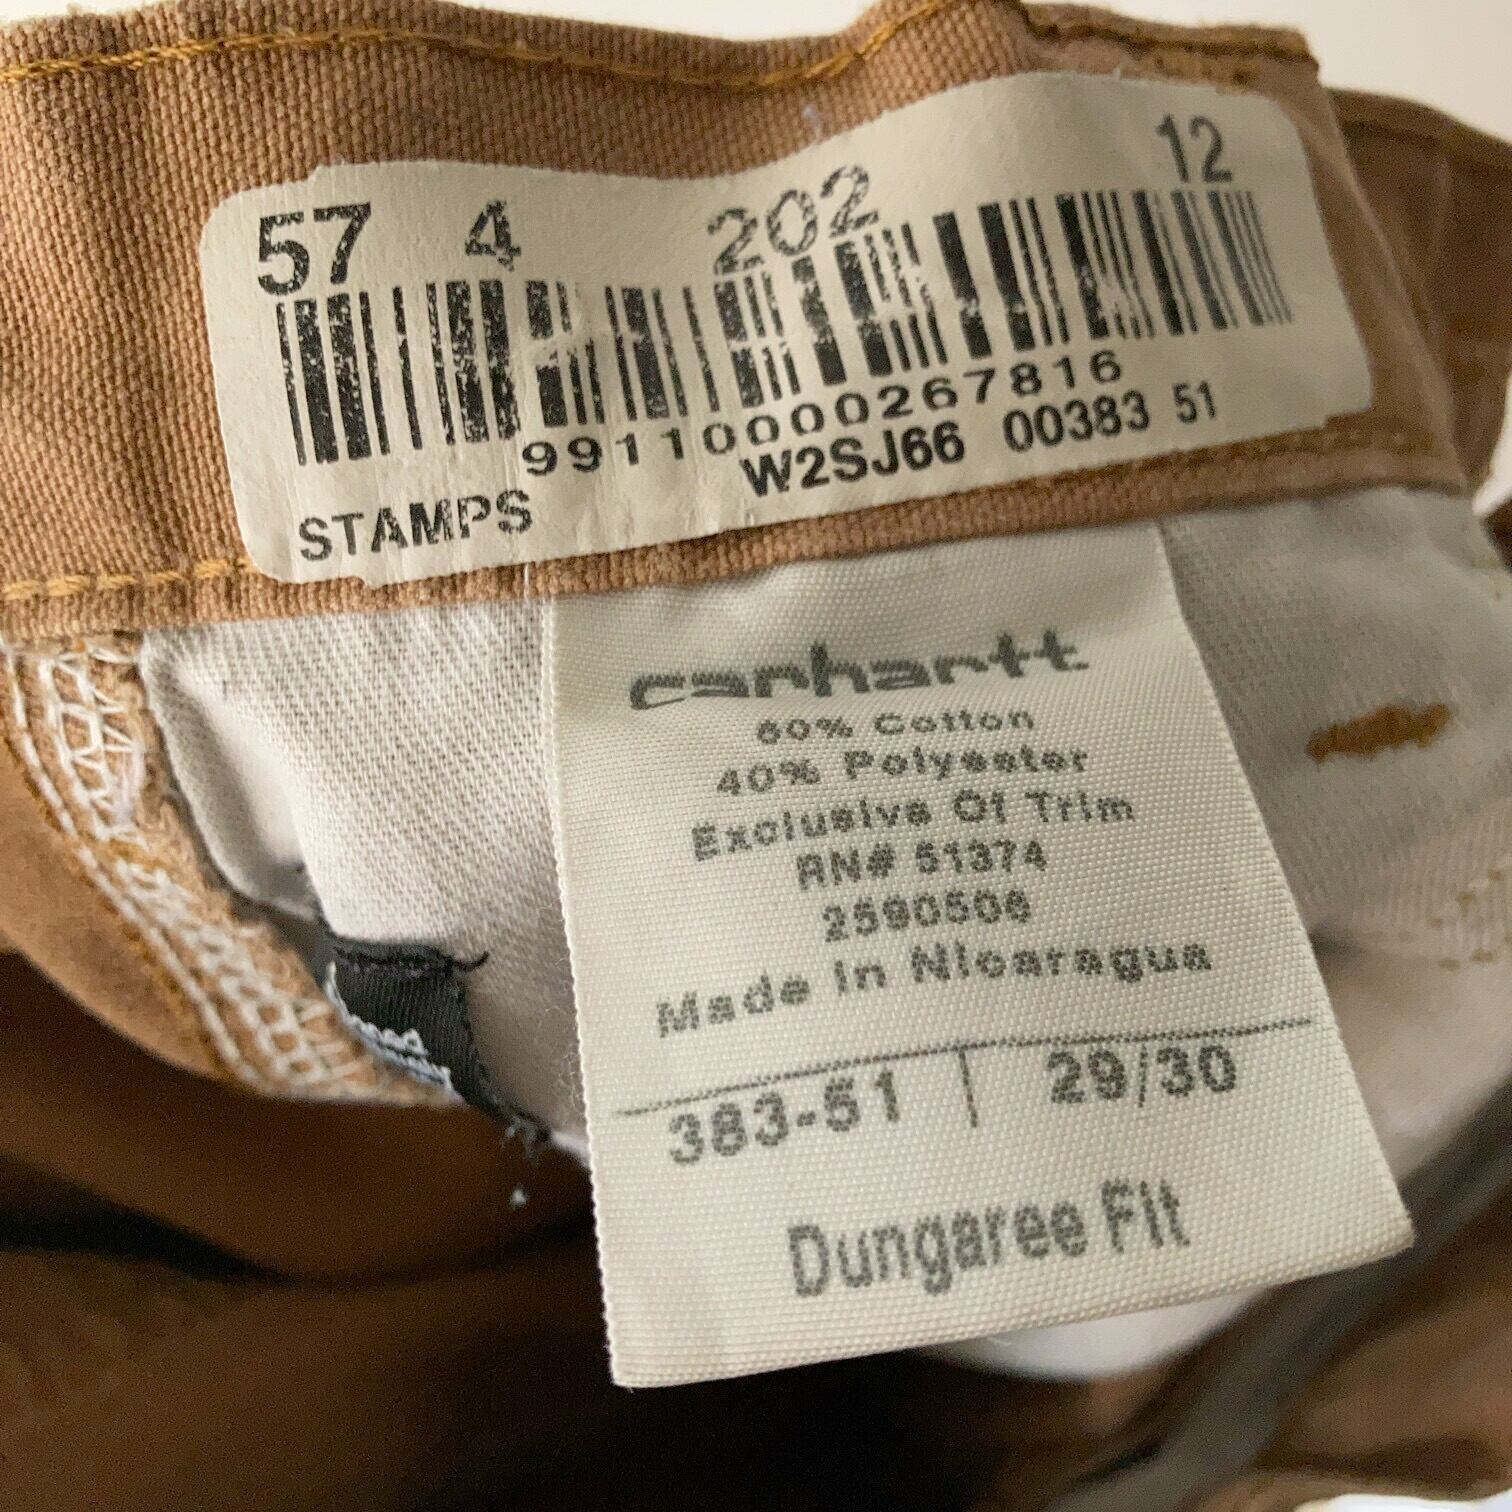 57 4 202 12
99110000267816
W2SJ66 00383 51
STAMPS
carhartt
60% Cotton
40% Polyester
Exclusive Of Trim
RN# 51374
2590506
Made In Nicaragua
383-51 | 29/30
Dungaree Fit